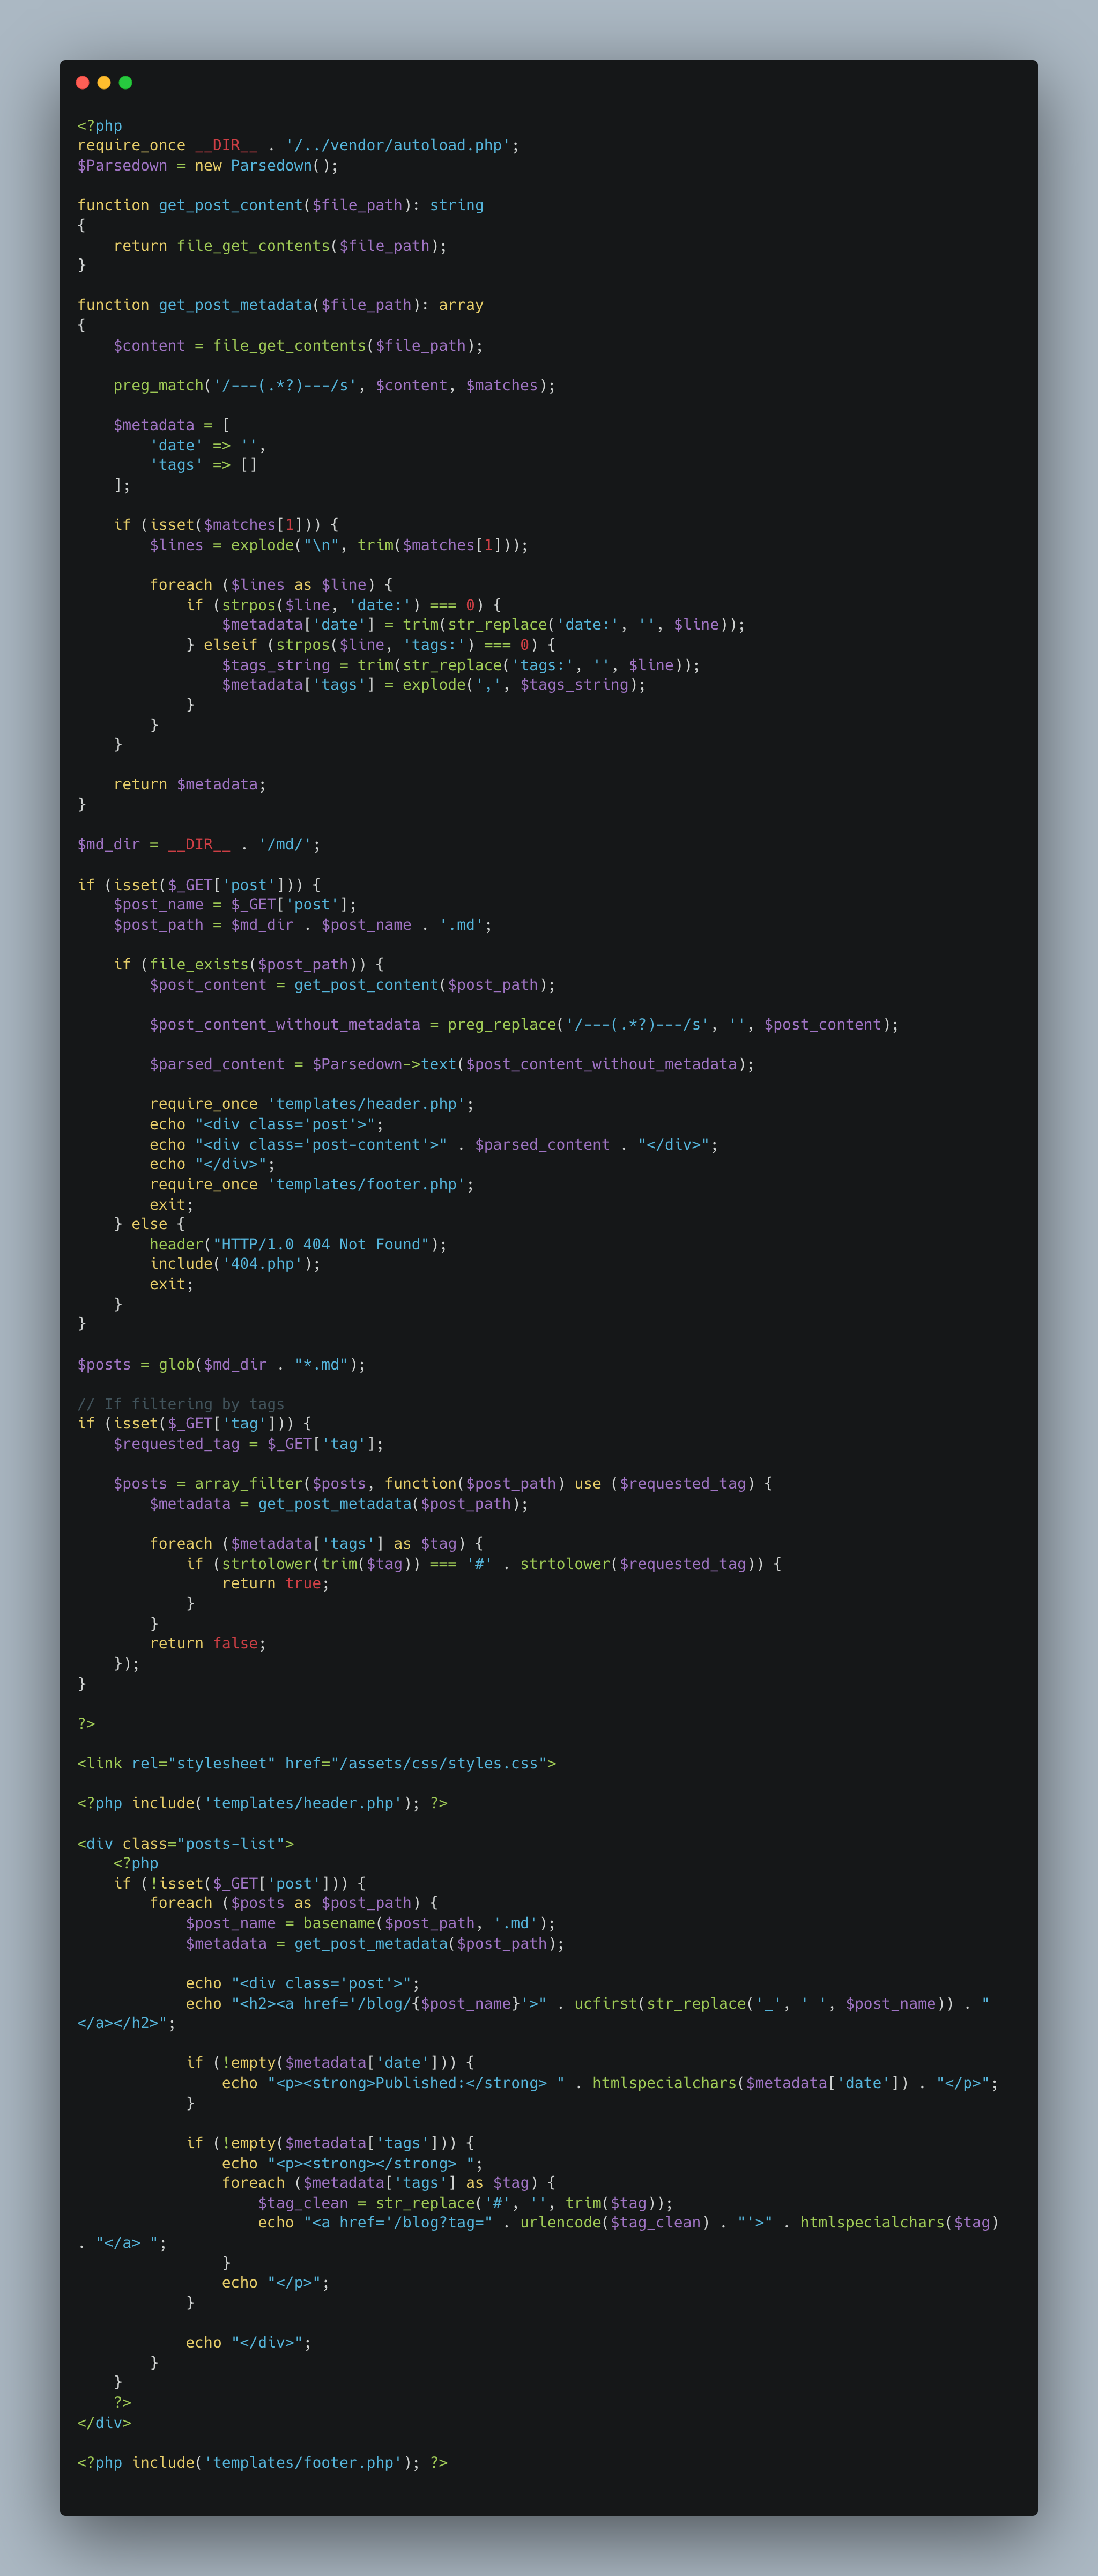 <?php
require_once __DIR__ . '/../vendor/autoload.php';
$Parsedown = new Parsedown();

function get_post_content($file_path): string
{
    return file_get_contents($file_path);
}

function get_post_metadata($file_path): array
{
    $content = file_get_contents($file_path);

    preg_match('/---(.*?)---/s', $content, $matches);

    $metadata = [
        'date' => '',
        'tags' => []
    ];

    if (isset($matches[1])) {
        $lines = explode("\n", trim($matches[1]));

        foreach ($lines as $line) {
            if (strpos($line, 'date:') === 0) {
                $metadata['date'] = trim(str_replace('date:', '', $line));
            } elseif (strpos($line, 'tags:') === 0) {
                $tags_string = trim(str_replace('tags:', '', $line));
                $metadata['tags'] = explode(',', $tags_string);
            }
        }
    }

    return $metadata;
}

$md_dir = __DIR__ . '/md/';

if (isset($_GET['post'])) {
    $post_name = $_GET['post'];
    $post_path = $md_dir . $post_name . '.md';

    if (file_exists($post_path)) {
        $post_content = get_post_content($post_path);

        $post_content_without_metadata = preg_replace('/---(.*?)---/s', '', $post_content);

        $parsed_content = $Parsedown->text($post_content_without_metadata);

        require_once 'templates/header.php';
        echo "<div class='post'>";
        echo "<div class='post-content'>" . $parsed_content . "</div>";
        echo "</div>";
        require_once 'templates/footer.php';
        exit;
    } else {
        header("HTTP/1.0 404 Not Found");
        include('404.php');
        exit;
    }
}

$posts = glob($md_dir . "*.md");

// If filtering by tags
if (isset($_GET['tag'])) {
    $requested_tag = $_GET['tag'];

    $posts = array_filter($posts, function($post_path) use ($requested_tag) {
        $metadata = get_post_metadata($post_path);

        foreach ($metadata['tags'] as $tag) {
            if (strtolower(trim($tag)) === '#' . strtolower($requested_tag)) {
                return true;
            }
        }
        return false;
    });
}

?>

<link rel="stylesheet" href="/assets/css/styles.css">

<?php include('templates/header.php'); ?>

<div class="posts-list">
    <?php
    if (!isset($_GET['post'])) {
        foreach ($posts as $post_path) {
            $post_name = basename($post_path, '.md');
            $metadata = get_post_metadata($post_path);

            echo "<div class='post'>";
            echo "<h2><a href='/blog/{$post_name}'>" . ucfirst(str_replace('_', ' ', $post_name)) . "
</a></h2>";

            if (!empty($metadata['date'])) {
                echo "<p><strong>Published:</strong> " . htmlspecialchars($metadata['date']) . "</p>";
            }

            if (!empty($metadata['tags'])) {
                echo "<p><strong></strong> ";
                foreach ($metadata['tags'] as $tag) {
                    $tag_clean = str_replace('#', '', trim($tag));
                    echo "<a href='/blog?tag=" . urlencode($tag_clean) . "'>" . htmlspecialchars($tag)
. "</a> ";
                }
                echo "</p>";
            }

            echo "</div>";
        }
    }
    ?>
</div>

<?php include('templates/footer.php'); ?>